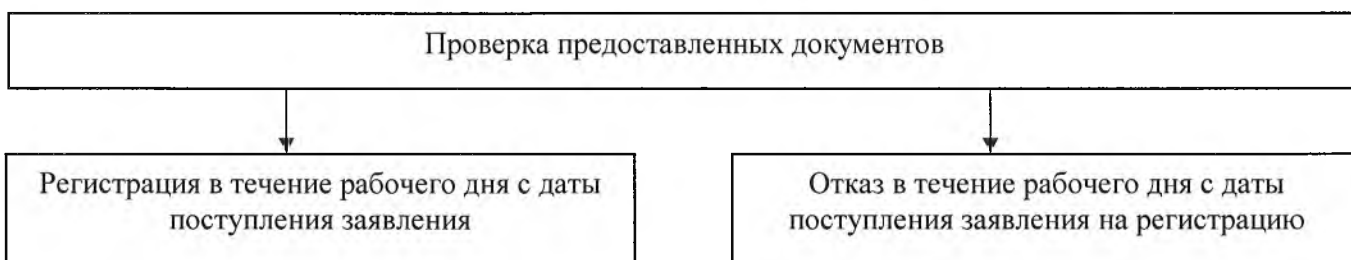 Проверка предоставленных документов
Регистрация в течение рабочего дня с даты
поступления заявления
Отказ в течение рабочего дня с даты
поступления заявления на регистрацию